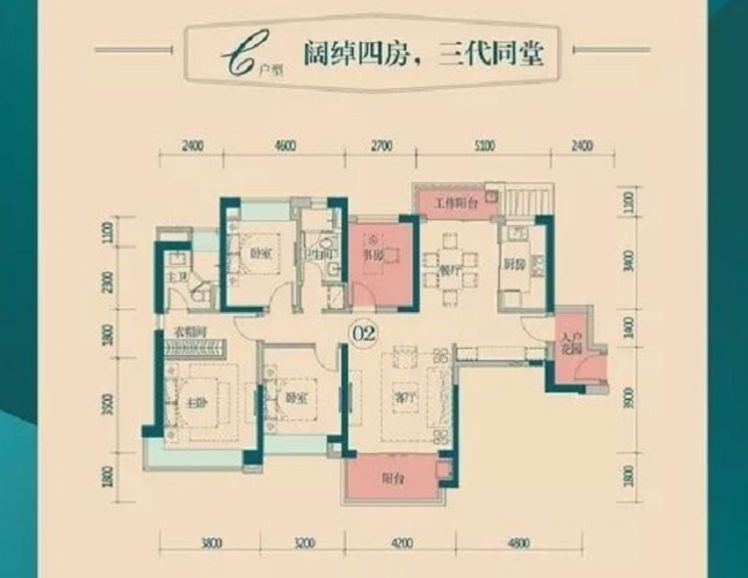 C户型 阔绰四房，三代同堂
2400 4600 2700 5100 2400
工作阳台
1100 1100
卧室 卫生间 书房 餐厅 厨房
主卫
2300 3400
衣帽间 02 入户花园
1800 1400
主卧 卧室 客厅
3500 3900
阳台
1800 1800
3800 3200 4200 4800